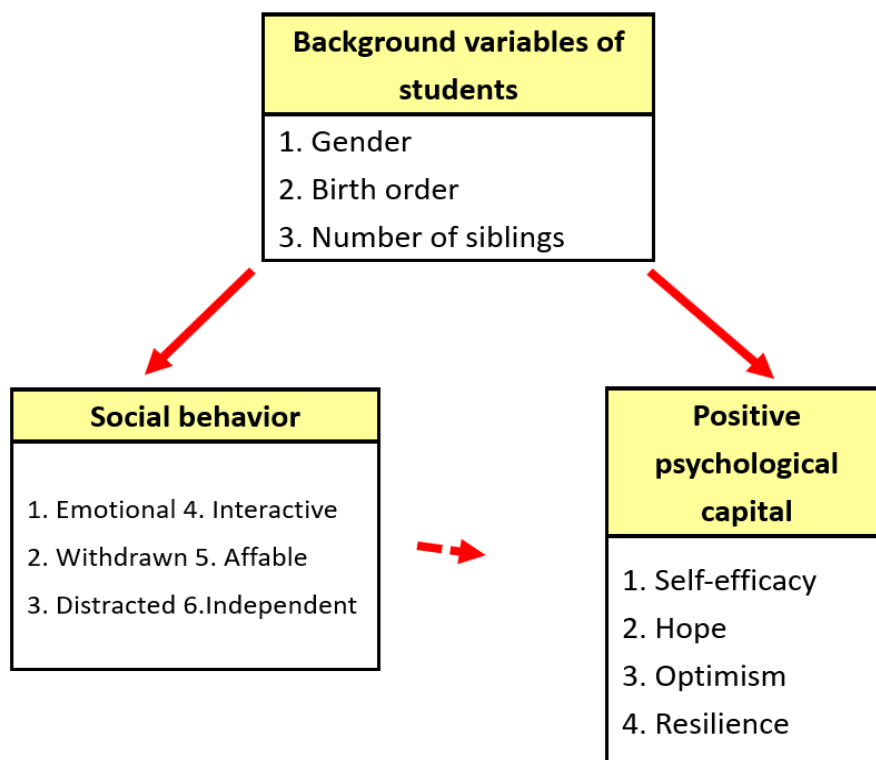 Background variables of
students
1. Gender
2. Birth order
3. Number of siblings
Social behavior
1. Emotional 4. Interactive
2. Withdrawn 5. Affable
3. Distracted 6.Independent
Positive
psychological
capital
1. Self-efficacy
2. Hope
3. Optimism
4. Resilience